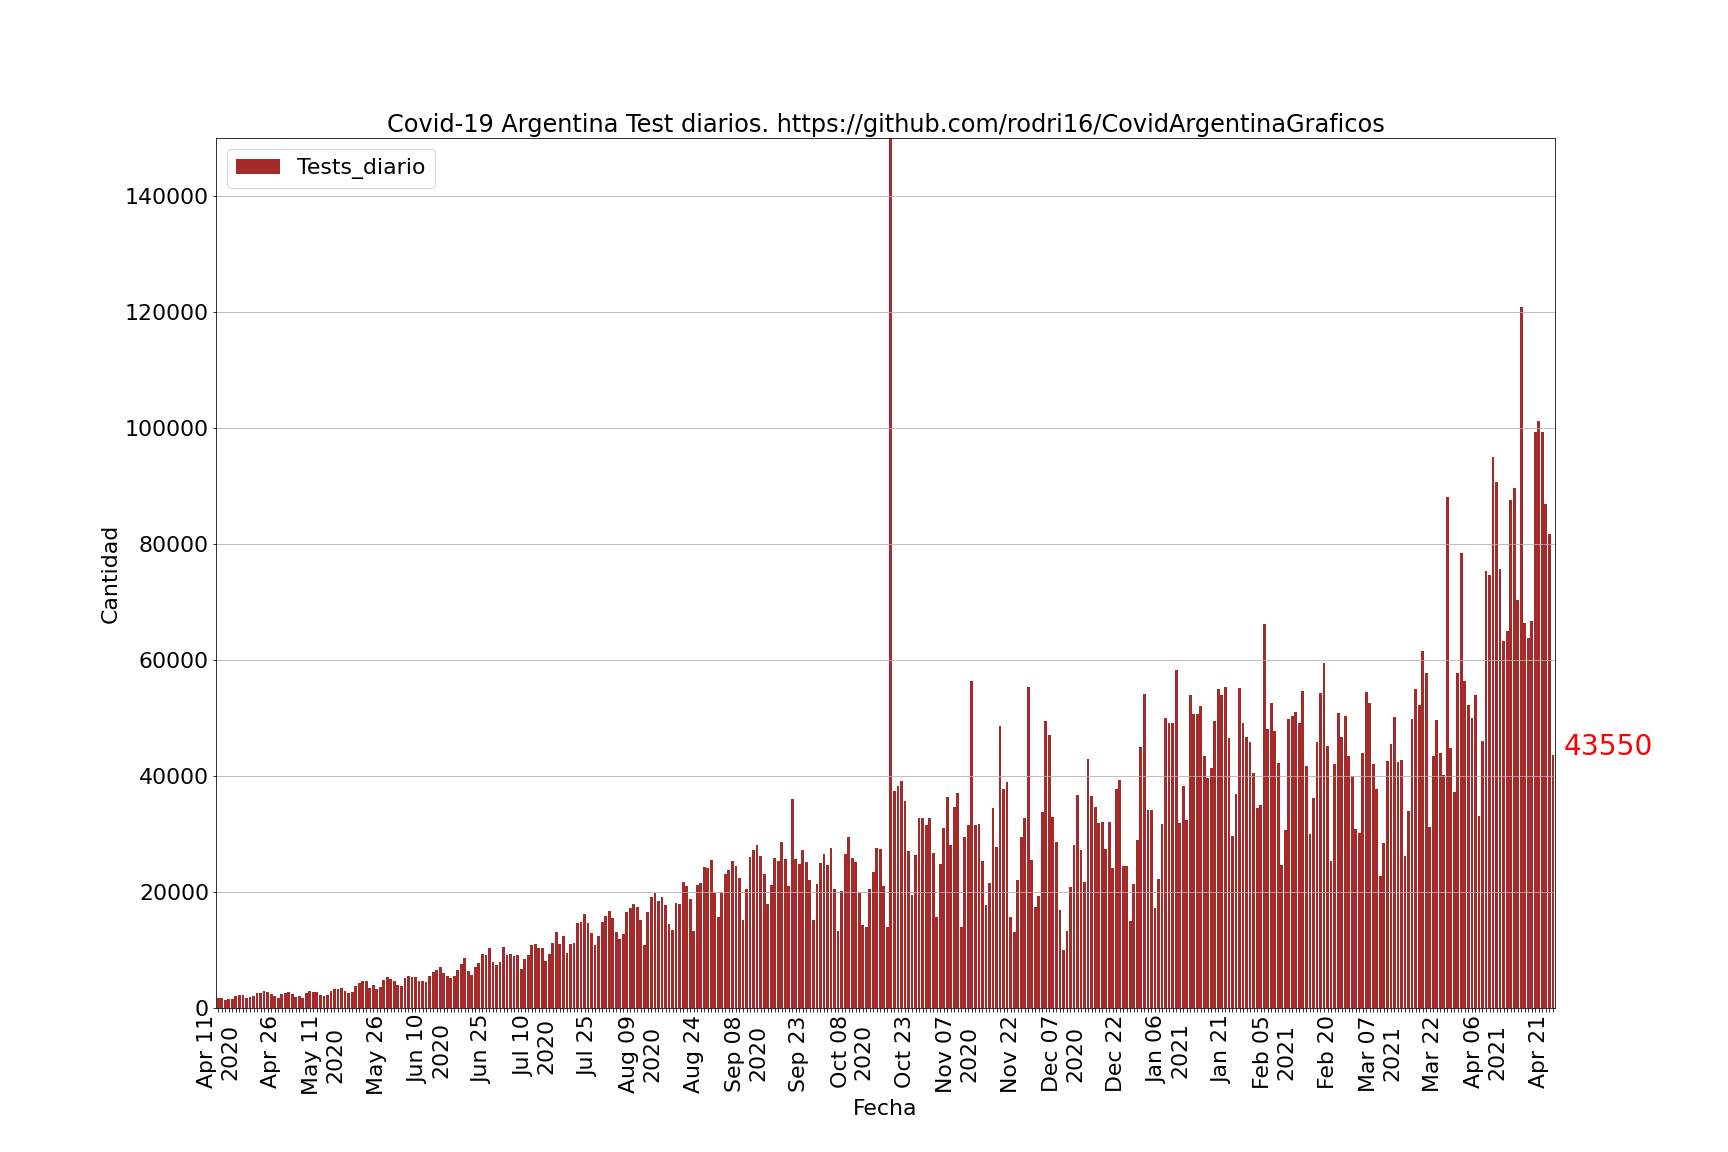 Covid-19 Argentina Test diarios. https://github.com/rodri16/CovidArgentinaGraficos
Tests_diario
140000
120000
100000
80000
60000
40000
20000
0
Cantidad
43550
Apr 11
2020
Apr 26
May 11
2020
May 26
Jun 10
2020
Jun 25
Jul 10
2020
Jul 25
Aug 09
2020
Aug 24
Sep 08
2020
Sep 23
Oct 08
2020
Oct 23
Nov 07
2020
Nov 22
Dec 07
2020
Dec 22
Jan 06
2021
Jan 21
Feb 05
2021
Feb 20
Mar 07
2021
Mar 22
Apr 06
2021
Apr 21
Fecha